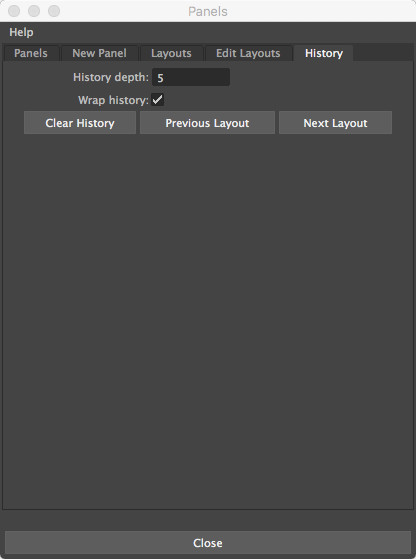 Panels
Help
Panels New Panel Layouts Edit Layouts History
History depth: 5
Wrap history:
Clear History Previous Layout Next Layout
Close